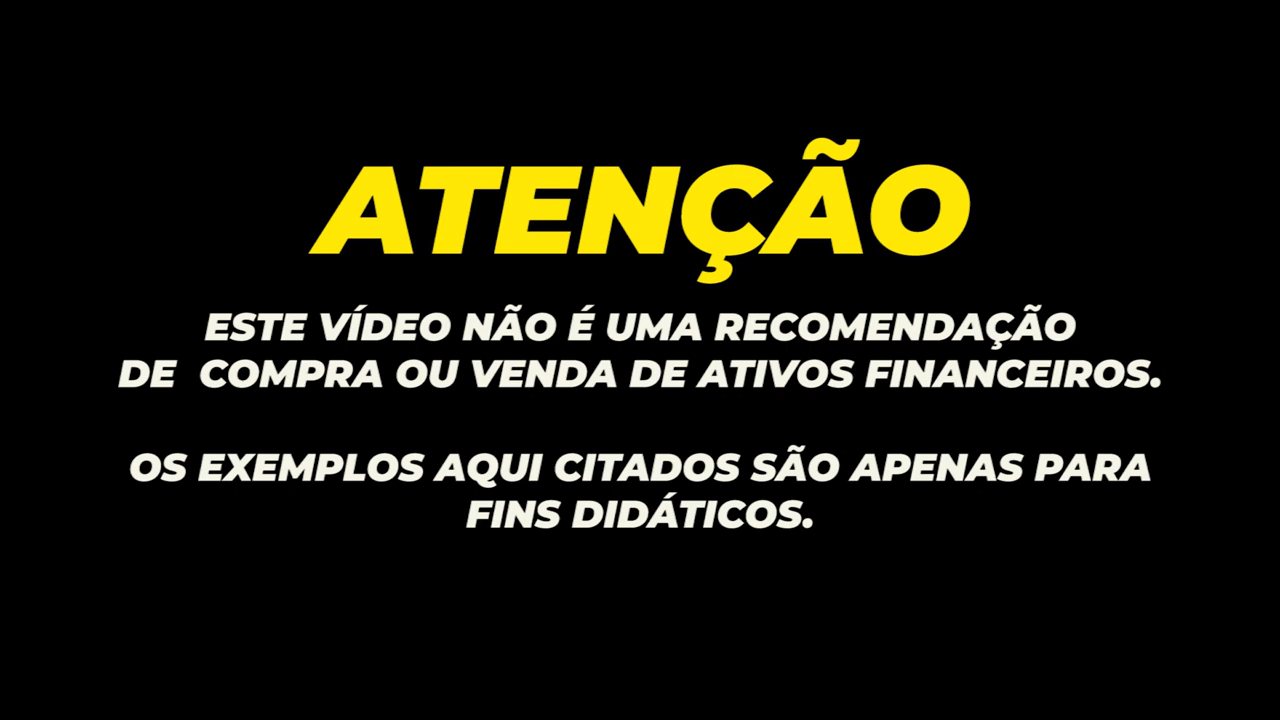 ATENÇÃO
ESTE VÍDEO NÃO É UMA RECOMENDAÇÃO
DE  COMPRA OU VENDA DE ATIVOS FINANCEIROS.
OS EXEMPLOS AQUI CITADOS SÃO APENAS PARA
FINS DIDÁTICOS.